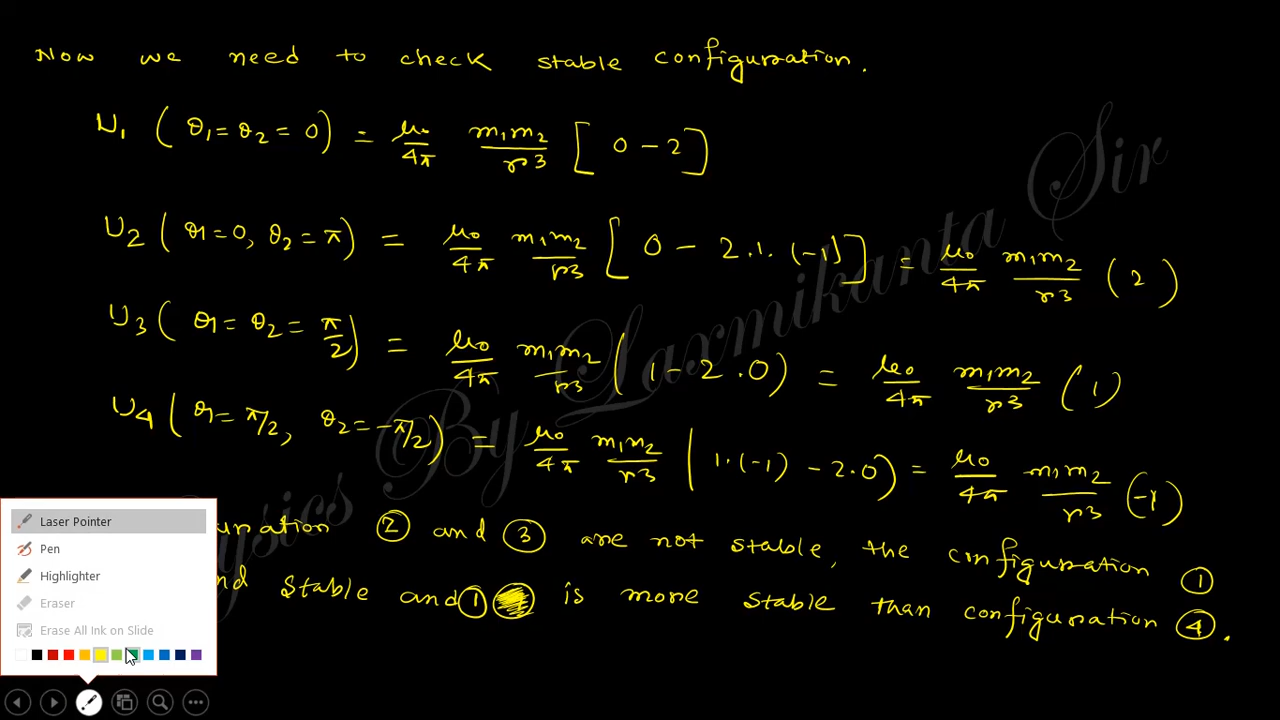 Now we need to check stable configuration.
U₁ (θ₁ = θ₂ = 0) = μ₀/4π m₁m₂/r³ [0 - 2]
U₂ (θ₁ = 0, θ₂ = π) = μ₀/4π m₁m₂/r³ [0 - 2.1.(-1)] = μ₀/4π m₁m₂/r³ (2)
U₃ (θ₁ = θ₂ = π/2) = μ₀/4π m₁m₂/r³ (1 - 2.0) = μ₀/4π m₁m₂/r³ (1)
U₄ (θ₁ = π/2, θ₂ = -π/2) = μ₀/4π m₁m₂/r³ (1.(-1) - 2.0) = μ₀/4π m₁m₂/r³ (-1)
uration ② and ③ are not stable, the configuration ①
nd stable and ① is more stable than configuration ④.
Physics By Laxmikanta Sir
Laser Pointer
Pen
Highlighter
Eraser
Erase All Ink on Slide